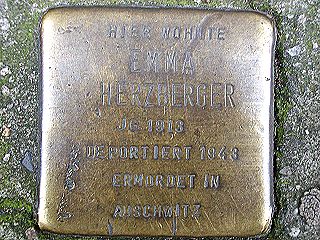 HIER WOHNTE
EMMA
HERZBERGER
JG. 1913
DEPORTIERT 1943
ERMORDET IN
AUSCHWITZ